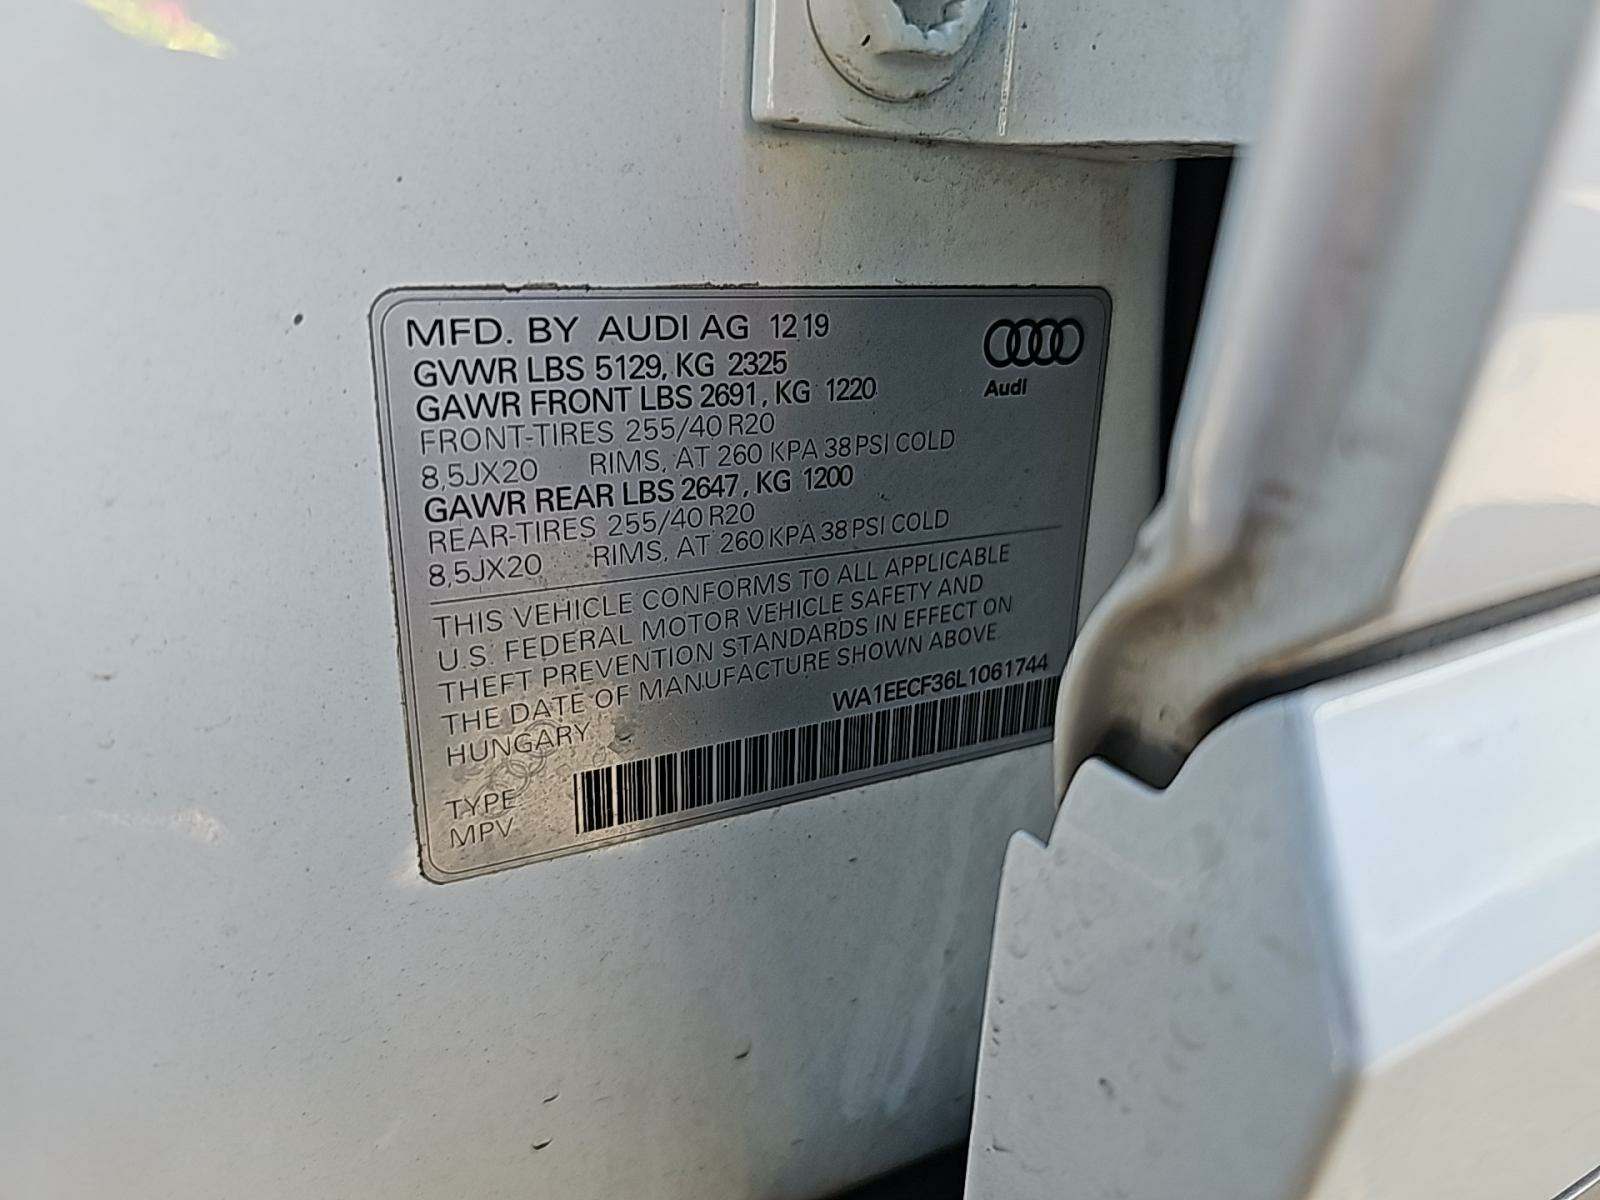 MFD. BY AUDI AG 12 19
GVWR LBS 5129, KG 2325
GAWR FRONT LBS 2691, KG 1220
FRONT-TIRES 255/40 R20
8,5JX20 RIMS, AT 260 KPA 38 PSI COLD
GAWR REAR LBS 2647, KG 1200
REAR-TIRES 255/40 R20
8,5JX20 RIMS, AT 260 KPA 38 PSI COLD
Audi
THIS VEHICLE CONFORMS TO ALL APPLICABLE
U.S. FEDERAL MOTOR VEHICLE SAFETY AND
THEFT PREVENTION STANDARDS IN EFFECT ON
THE DATE OF MANUFACTURE SHOWN ABOVE.
HUNGARY
WA1EECF36L1061744
TYPE:
MPV